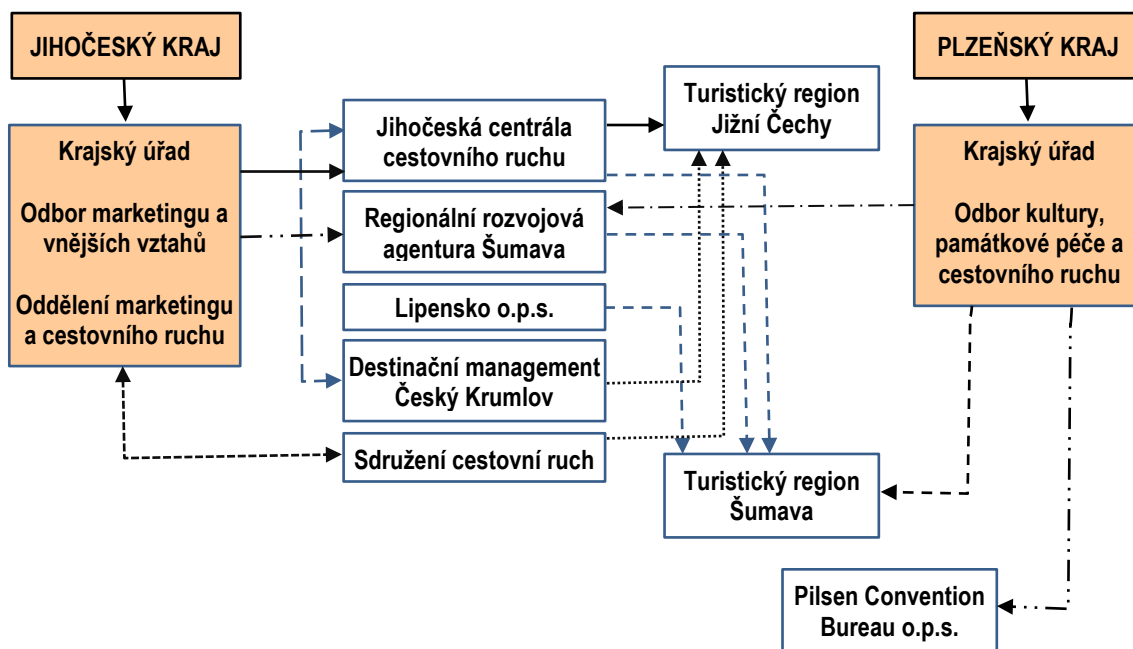 JIHOČESKÝ KRAJ
Krajský úřad
Odbor marketingu a
vnějších vztahů
Oddělení marketingu
a cestovního ruchu
Jihočeská centrála
cestovního ruchu
Regionální rozvojová
agentura Šumava
Lipensko o.p.s.
Destinační management
Český Krumlov
Sdružení cestovní ruch
Turistický region
Jižní Čechy
Turistický region
Šumava
PLZEŇSKÝ KRAJ
Krajský úřad
Odbor kultury,
památkové péče a
cestovního ruchu
Pilsen Convention
Bureau o.p.s.